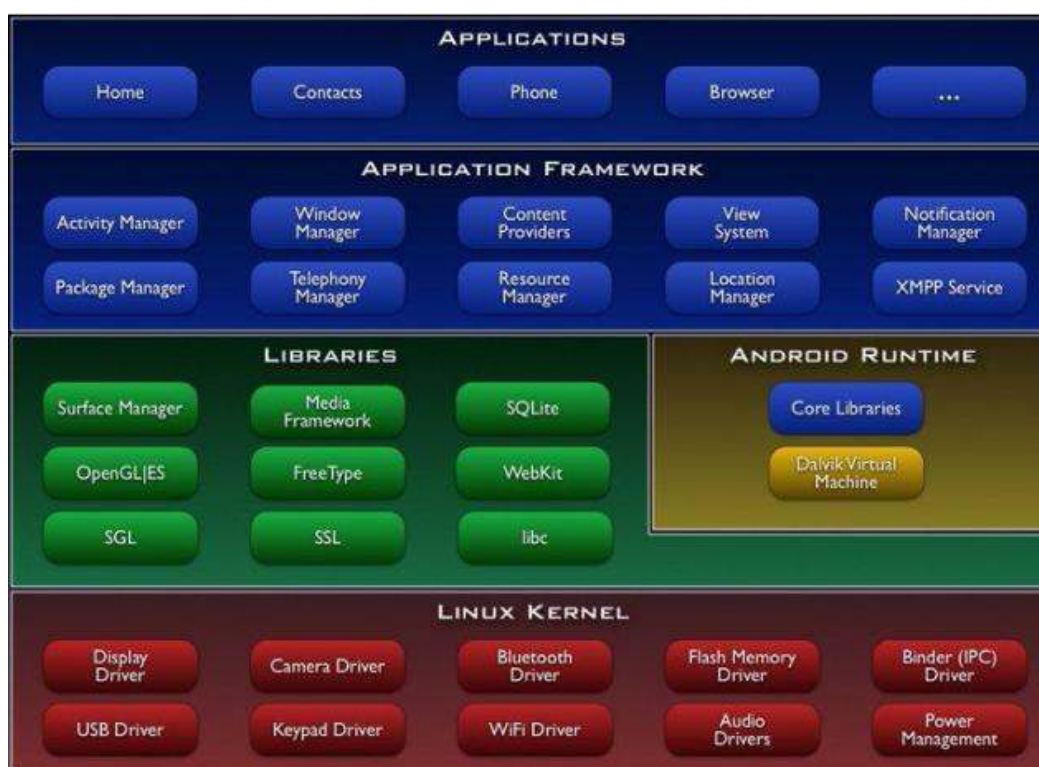 APPLICATIONS
Home
Contacts
Phone
Browser
...
APPLICATION FRAMEWORK
Activity Manager
Window
Manager
Content
Providers
View
System
Notification
Manager
Package Manager
Telephony
Manager
Resource
Manager
Location
Manager
XMPP Service
LIBRARIES
Surface Manager
Media
Framework
SQLite
OpenGL|ES
FreeType
WebKit
SGL
SSL
libc
ANDROID RUNTIME
Core Libraries
Dalvik Virtual
Machine
LINUX KERNEL
Display
Driver
Camera Driver
Bluetooth
Driver
Flash Memory
Driver
Binder (IPC)
Driver
USB Driver
Keypad Driver
WiFi Driver
Audio
Drivers
Power
Management